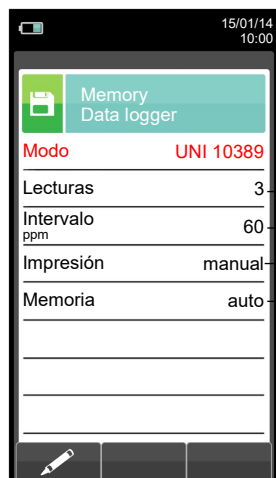 15/01/14
10:00
Memory
Data logger
Modo UNI 10389
Lecturas 3
Intervalo 60
ppm
Impresión manual
Memoria auto